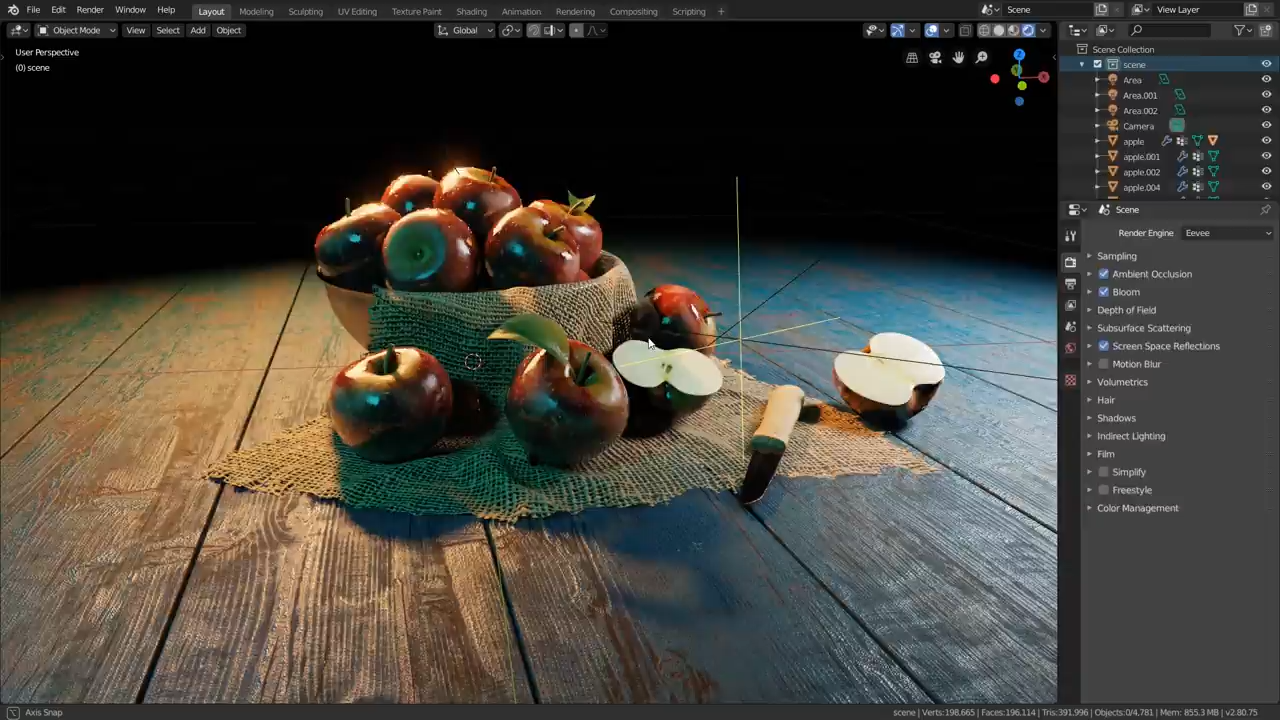 File Edit Render Window Help Layout Modeling Sculpting UV Editing Texture Paint Shading Animation Rendering Compositing Scripting + Scene View Layer
Object Mode View Select Add Object Global
User Perspective
(0) scene
Scene Collection
scene
Area
Area.001
Area.002
Camera
apple
apple.001
apple.002
apple.004
Scene
Render Engine Eevee
Sampling
Ambient Occlusion
Bloom
Depth of Field
Subsurface Scattering
Screen Space Reflections
Motion Blur
Volumetrics
Hair
Shadows
Indirect Lighting
Film
Simplify
Freestyle
Color Management
Axis Snap
scene | Verts:198,665 | Faces:196,114 | Tris:391,996 | Objects:0/4,781 | Mem: 855.3 MB | v2.80.75